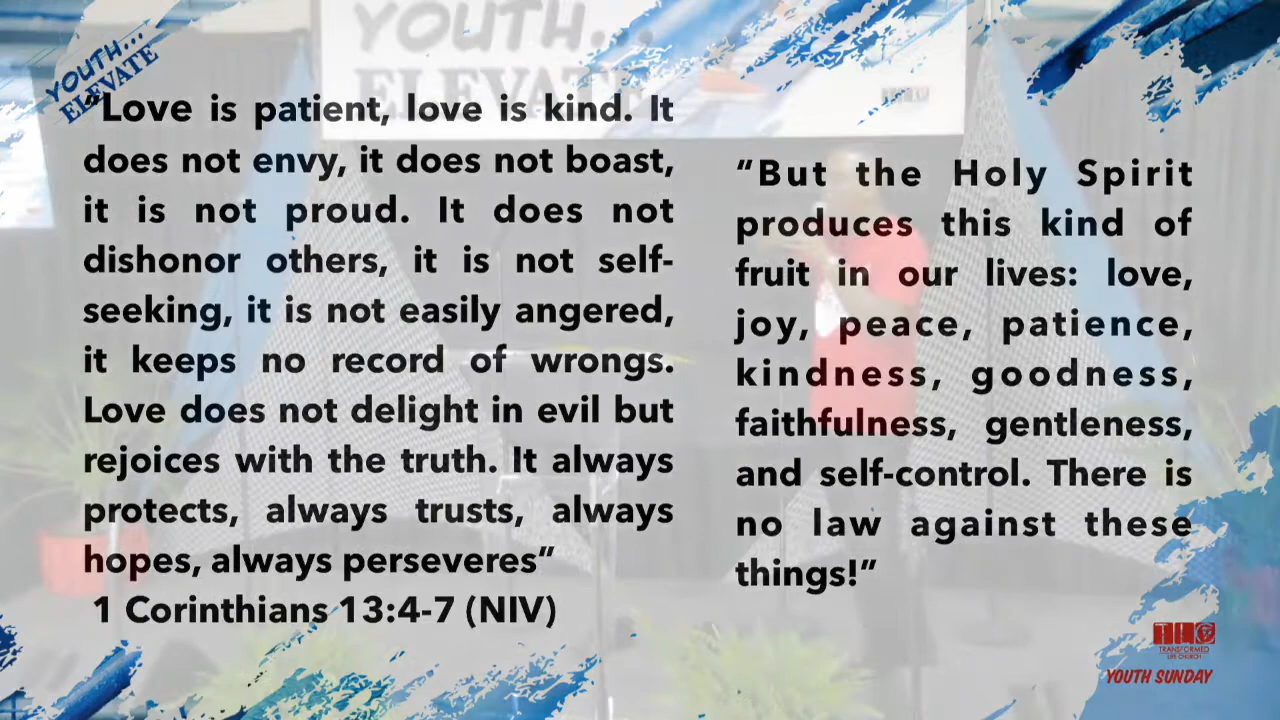 YOUTH...
ELEVATE
YOUTH...
ELEVATE
“Love is patient, love is kind. It
does not envy, it does not boast,
it is not proud. It does not
dishonor others, it is not self-
seeking, it is not easily angered,
it keeps no record of wrongs.
Love does not delight in evil but
rejoices with the truth. It always
protects, always trusts, always
hopes, always perseveres”
1 Corinthians 13:4-7 (NIV)
“But the Holy Spirit
produces this kind of
fruit in our lives: love,
joy, peace, patience,
kindness, goodness,
faithfulness, gentleness,
and self-control. There is
no law against these
things!”
TLC
TRANSFORMED
LIFE CHURCH
YOUTH SUNDAY